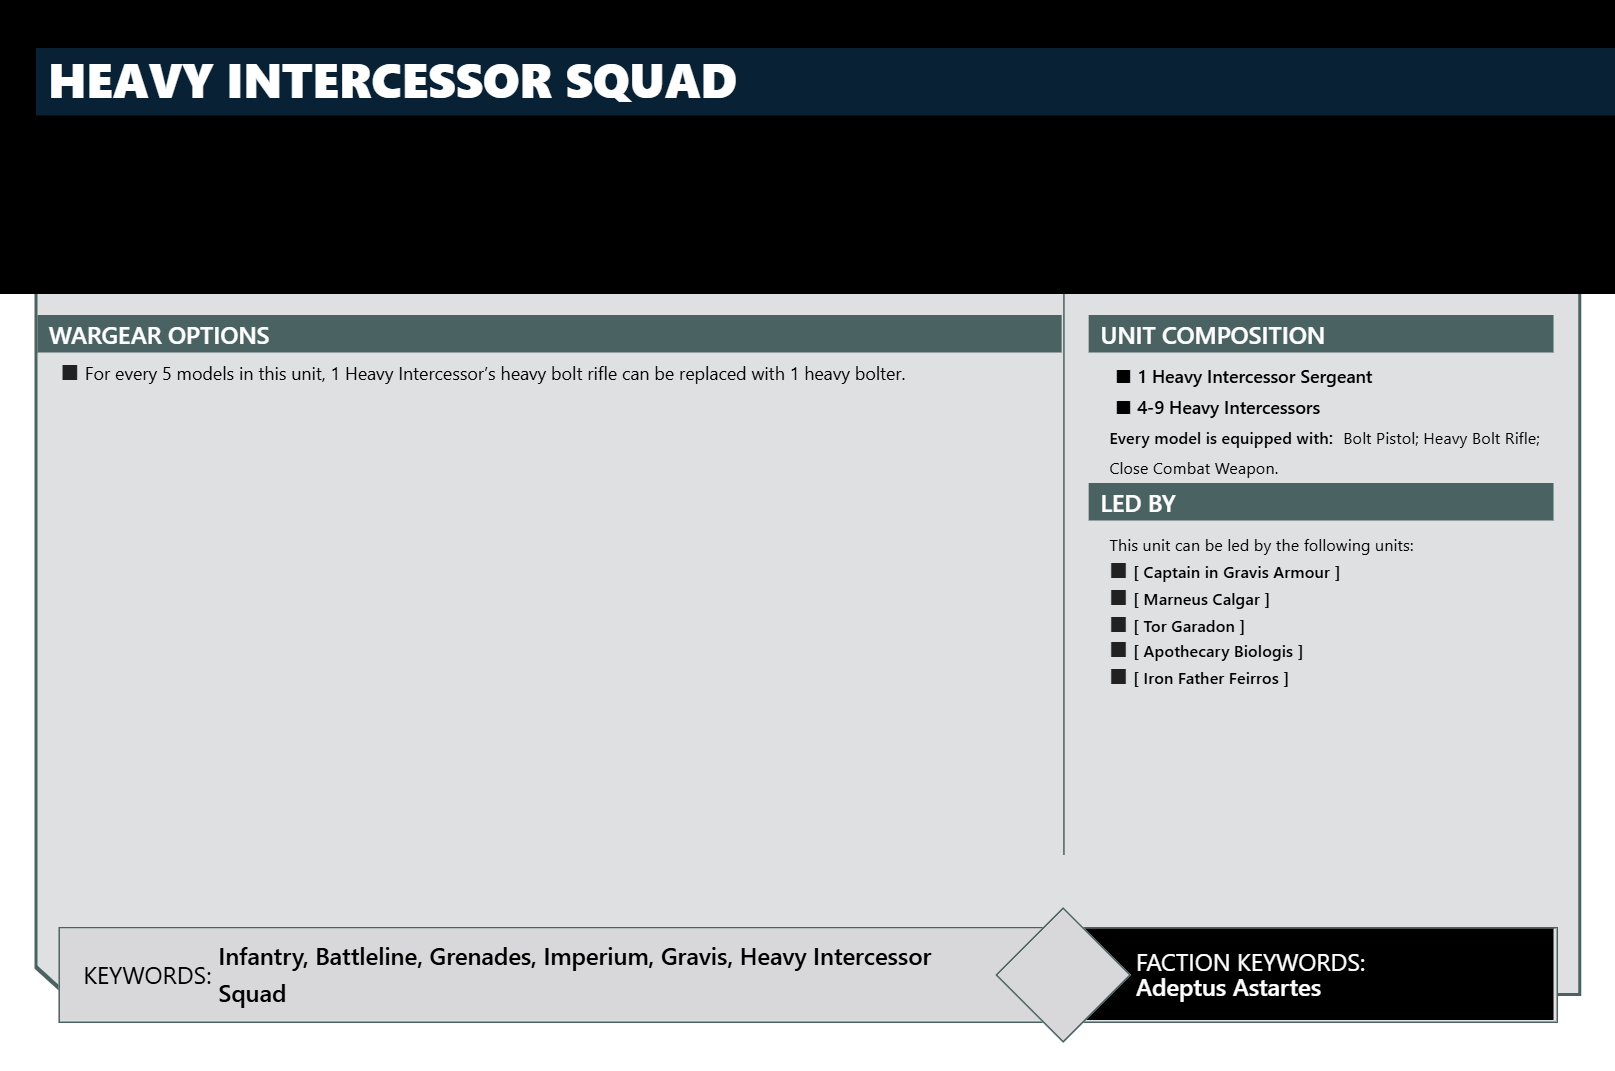 HEAVY INTERCESSOR SQUAD
WARGEAR OPTIONS
■ For every 5 models in this unit, 1 Heavy Intercessor’s heavy bolt rifle can be replaced with 1 heavy bolter.
UNIT COMPOSITION
■ 1 Heavy Intercessor Sergeant
■ 4-9 Heavy Intercessors
Every model is equipped with: Bolt Pistol; Heavy Bolt Rifle;
Close Combat Weapon.
LED BY
This unit can be led by the following units:
■ [ Captain in Gravis Armour ]
■ [ Marneus Calgar ]
■ [ Tor Garadon ]
■ [ Apothecary Biologis ]
■ [ Iron Father Feirros ]
KEYWORDS: Infantry, Battleline, Grenades, Imperium, Gravis, Heavy Intercessor
Squad
FACTION KEYWORDS:
Adeptus Astartes